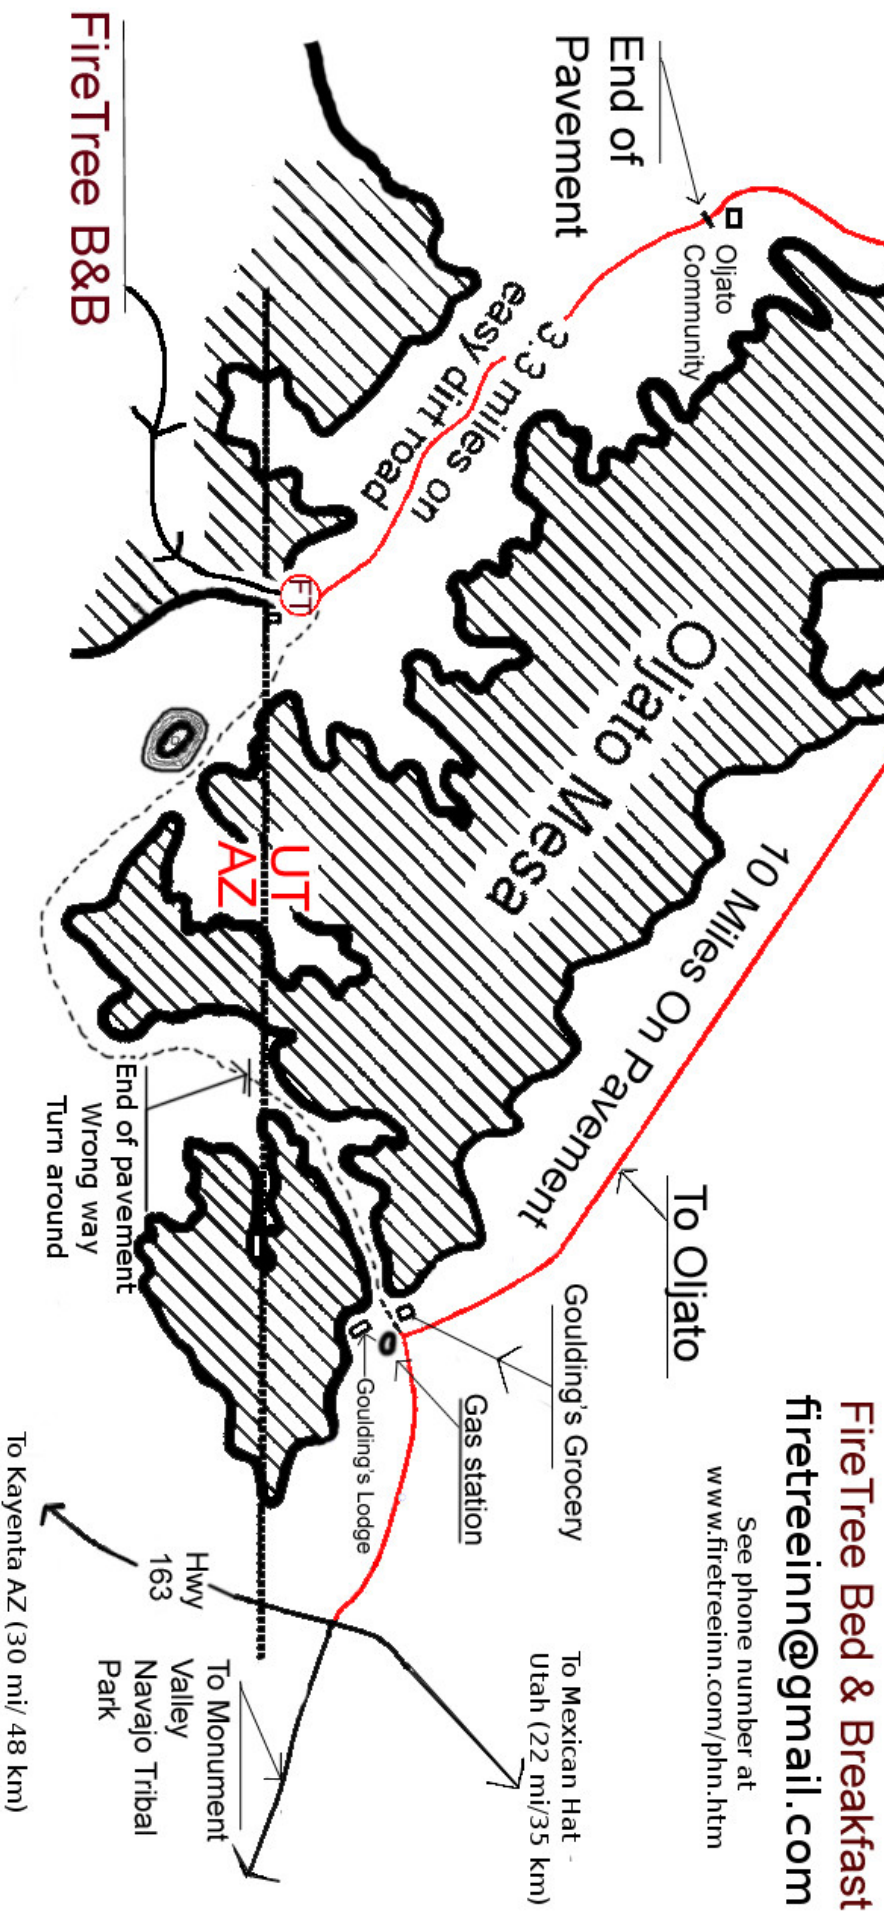 FireTree Bed & Breakfast
firetreeinn@gmail.com
See phone number at
www.firetreeinn.com/phn.htm
To Oljato
10 Miles On Pavement
Oljato
Community
End of
Pavement
3.3 miles on
easy dirt road
Oljato Mesa
Goulding's Grocery
Gas station
Goulding's Lodge
To Mexican Hat -
Utah (22 mi/35 km)
FT
UT
AZ
FireTree B&B
End of pavement
Wrong way
Turn around
Hwy
163
To Monument
Valley
Navajo Tribal
Park
To Kayenta AZ (30 mi/ 48 km)